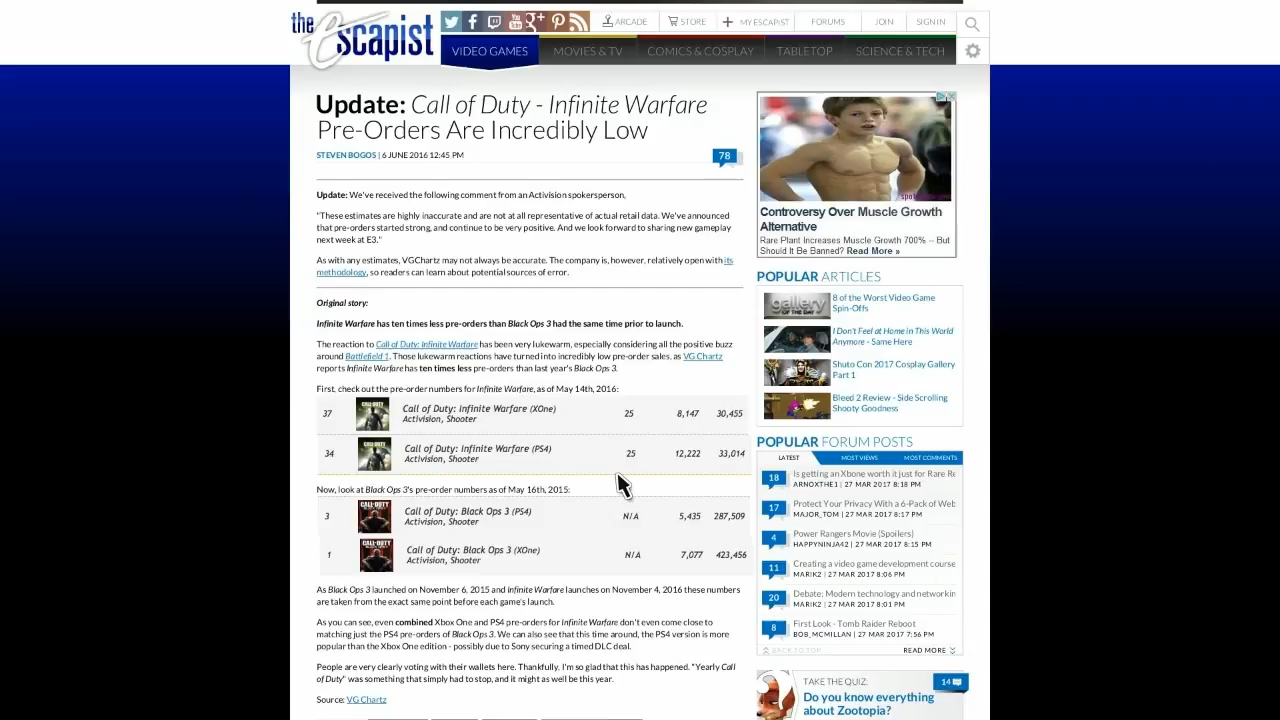 the Escapist
ARCADE
STORE
MY ESCAPIST
FORUMS
JOIN
SIGN IN
VIDEO GAMES
MOVIES & TV
COMICS & COSPLAY
TABLETOP
SCIENCE & TECH
Update: Call of Duty - Infinite Warfare
Pre-Orders Are Incredibly Low
STEVEN BOGOS | 6 JUNE 2016 12:45 PM
78
Update: We've received the following comment from an Activision spokersperson,
"These estimates are highly inaccurate and are not at all representative of actual retail data. We've announced
that pre-orders started strong, and continue to be very positive. And we look forward to sharing new gameplay
next week at E3."
As with any estimates, VGChartz may not always be accurate. The company is, however, relatively open with its
methodology, so readers can learn about potential sources of error.
Original story:
Infinite Warfare has ten times less pre-orders than Black Ops 3 had the same time prior to launch.
The reaction to Call of Duty: Infinite Warfare has been very lukewarm, especially considering all the positive buzz
around Battlefield 1. Those lukewarm reactions have turned into incredibly low pre-order sales, as VG Chartz
reports Infinite Warfare has ten times less pre-orders than last year's Black Ops 3.
First, check out the pre-order numbers for Infinite Warfare, as of May 14th, 2016:
37 Call of Duty: Infinite Warfare (XOne) 25 8,147 30,455
Activision, Shooter
34 Call of Duty: Infinite Warfare (PS4) 25 12,222 33,014
Activision, Shooter
Now, look at Black Ops 3's pre-order numbers as of May 16th, 2015:
3 Call of Duty: Black Ops 3 (PS4) N/A 5,435 287,509
Activision, Shooter
1 Call of Duty: Black Ops 3 (XOne) N/A 7,077 423,456
Activision, Shooter
As Black Ops 3 launched on November 6, 2015 and Infinite Warfare launches on November 4, 2016 these numbers
are taken from the exact same point before each game's launch.
As you can see, even combined Xbox One and PS4 pre-orders for Infinite Warfare don't even come close to
matching just the PS4 pre-orders of Black Ops 3. We can also see that this time around, the PS4 version is more
popular than the Xbox One edition - possibly due to Sony securing a timed DLC deal.
People are very clearly voting with their wallets here. Thankfully. I'm so glad that this has happened. "Yearly Call
of Duty" was something that simply had to stop, and it might as well be this year.
Source: VG Chartz
Controversy Over Muscle Growth
Alternative
Rare Plant Increases Muscle Growth 700% -- But
Should It Be Banned? Read More »
POPULAR ARTICLES
gallery
OF THE DAY
8 of the Worst Video Game
Spin-Offs
I Don't Feel at Home in This World
Anymore - Same Here
Shuto Con 2017 Cosplay Gallery
Part 1
Bleed 2 Review - Side Scrolling
Shooty Goodness
POPULAR FORUM POSTS
LATEST
MOST VIEWS
MOST COMMENTS
18 Is getting an Xbone worth it just for Rare Re
ARNOXTHE1 | 27 MAR 2017 8:18 PM
17 Protect Your Privacy With a 6-Pack of Web
MAJOR_TOM | 27 MAR 2017 8:17 PM
4 Power Rangers Movie (Spoilers)
HAPPYNINJA42 | 27 MAR 2017 8:15 PM
11 Creating a video game development course
MARIK2 | 27 MAR 2017 8:06 PM
20 Debate: Modern technology and networkin
MARIK2 | 27 MAR 2017 8:01 PM
8 First Look - Tomb Raider Reboot
BOB_MCMILLAN | 27 MAR 2017 7:56 PM
BACK TO TOP
READ MORE
TAKE THE QUIZ:
14
Do you know everything
about Zootopia?